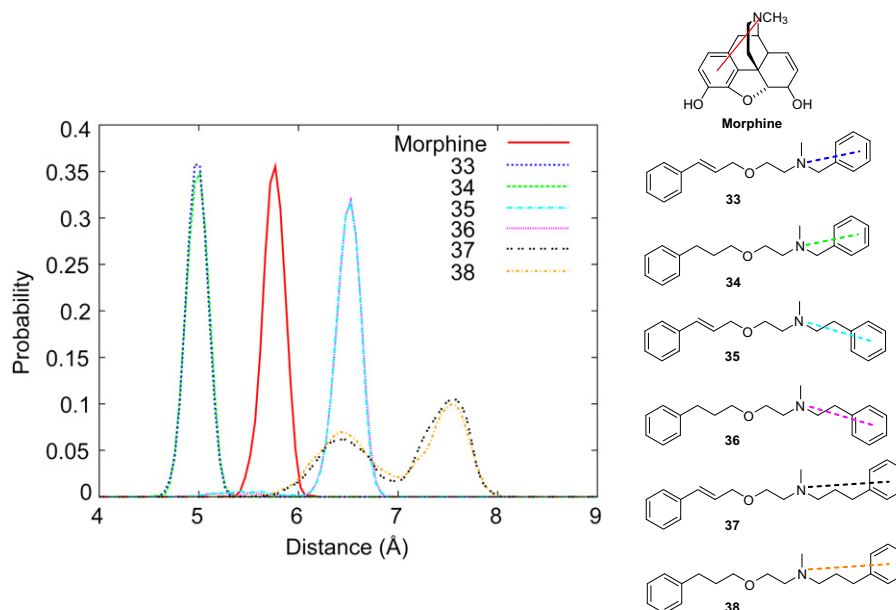 0.4
0.35
0.3
0.25
0.2
0.15
0.1
0.05
0
Probability
4
5
6
7
8
9
Distance (Å)
Morphine
33
34
35
36
37
38
NCH3
HO
O
OH
Morphine
N
O
33
N
O
34
N
O
35
N
O
36
N
O
37
N
O
38